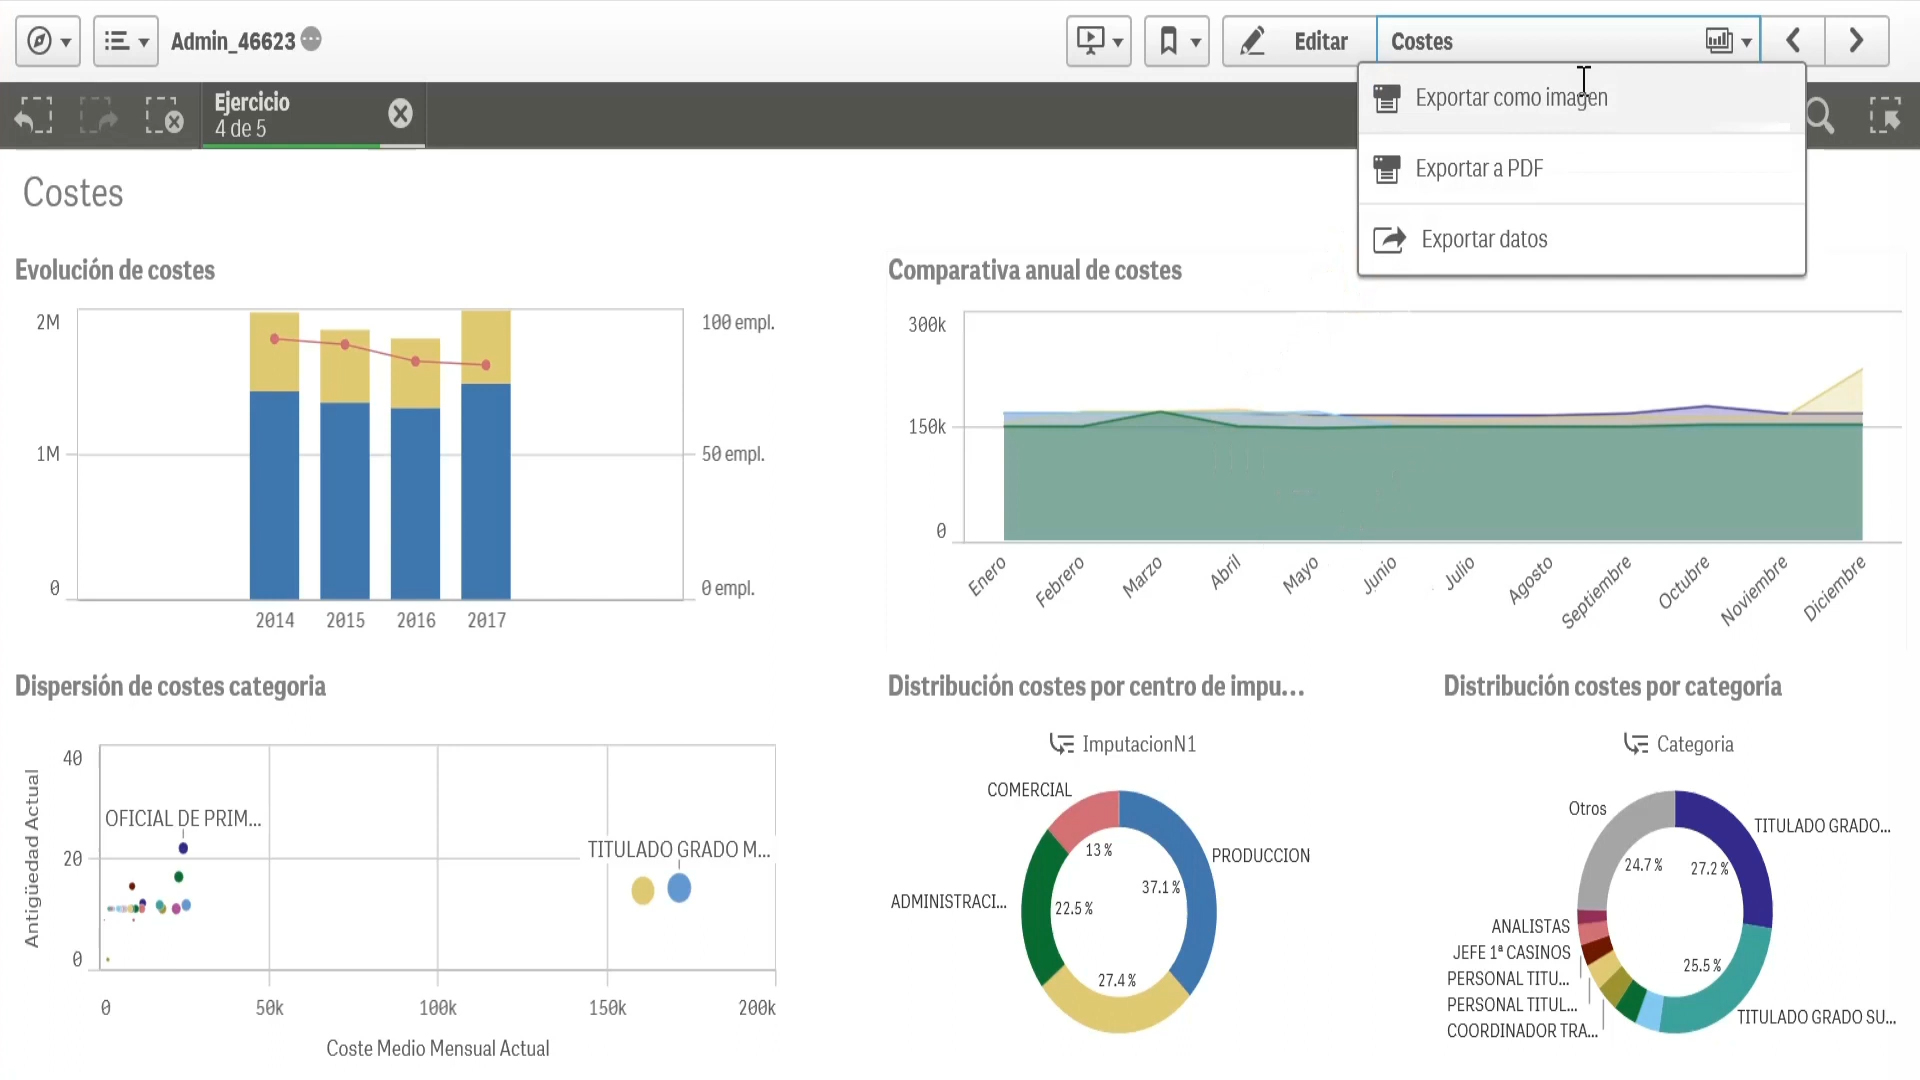 Admin_46623
Editar
Costes
Ejercicio
4 de 5
Exportar como imagen
Exportar a PDF
Exportar datos
Costes
Evolución de costes
2M
1M
0
100 empl.
50 empl.
0 empl.
2014 2015 2016 2017
Comparativa anual de costes
300k
150k
0
Enero Febrero Marzo Abril Mayo Junio Julio Agosto Septiembre Octubre Noviembre Diciembre
Dispersión de costes categoria
Antigüedad Actual
40
20
0
OFICIAL DE PRIM...
TITULADO GRADO M...
0 50k 100k 150k 200k
Coste Medio Mensual Actual
Distribución costes por centro de impu...
ImputacionN1
COMERCIAL
13 %
PRODUCCION
37.1 %
ADMINISTRACI...
22.5 %
27.4 %
Distribución costes por categoría
Categoria
Otros
TITULADO GRADO...
24.7 %
27.2 %
ANALISTAS
JEFE 1ª CASINOS
25.5 %
PERSONAL TITU...
PERSONAL TITUL...
TITULADO GRADO SU...
COORDINADOR TRA...